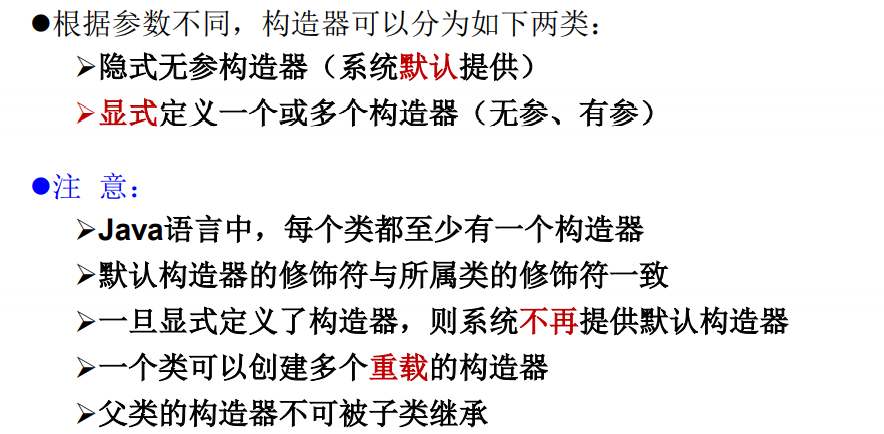 ●根据参数不同，构造器可以分为如下两类：
➢隐式无参构造器（系统默认提供）
➢显式定义一个或多个构造器（无参、有参）
●注 意：
➢Java语言中，每个类都至少有一个构造器
➢默认构造器的修饰符与所属类的修饰符一致
➢一旦显式定义了构造器，则系统不再提供默认构造器
➢一个类可以创建多个重载的构造器
➢父类的构造器不可被子类继承